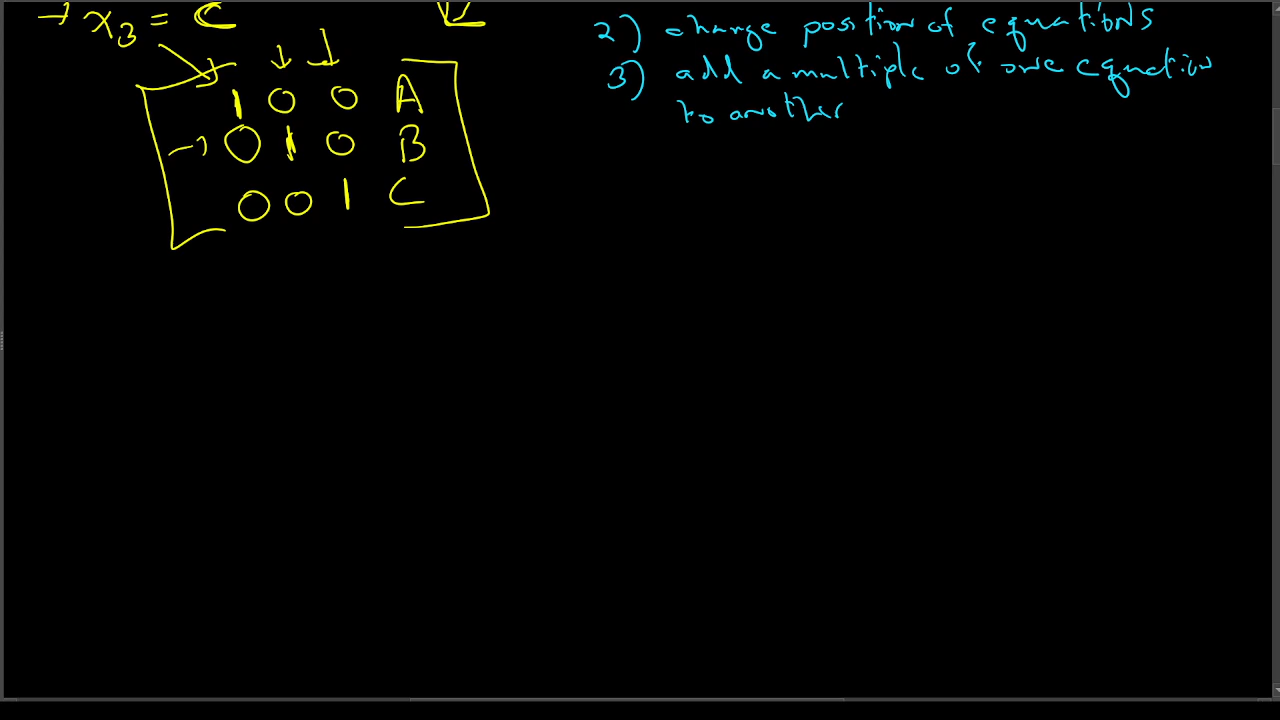 → x₃ = C
1 0 0 A
→ 0 1 0 B
0 0 1 C
2) change position of equations
3) add a multiple of one equation
to another